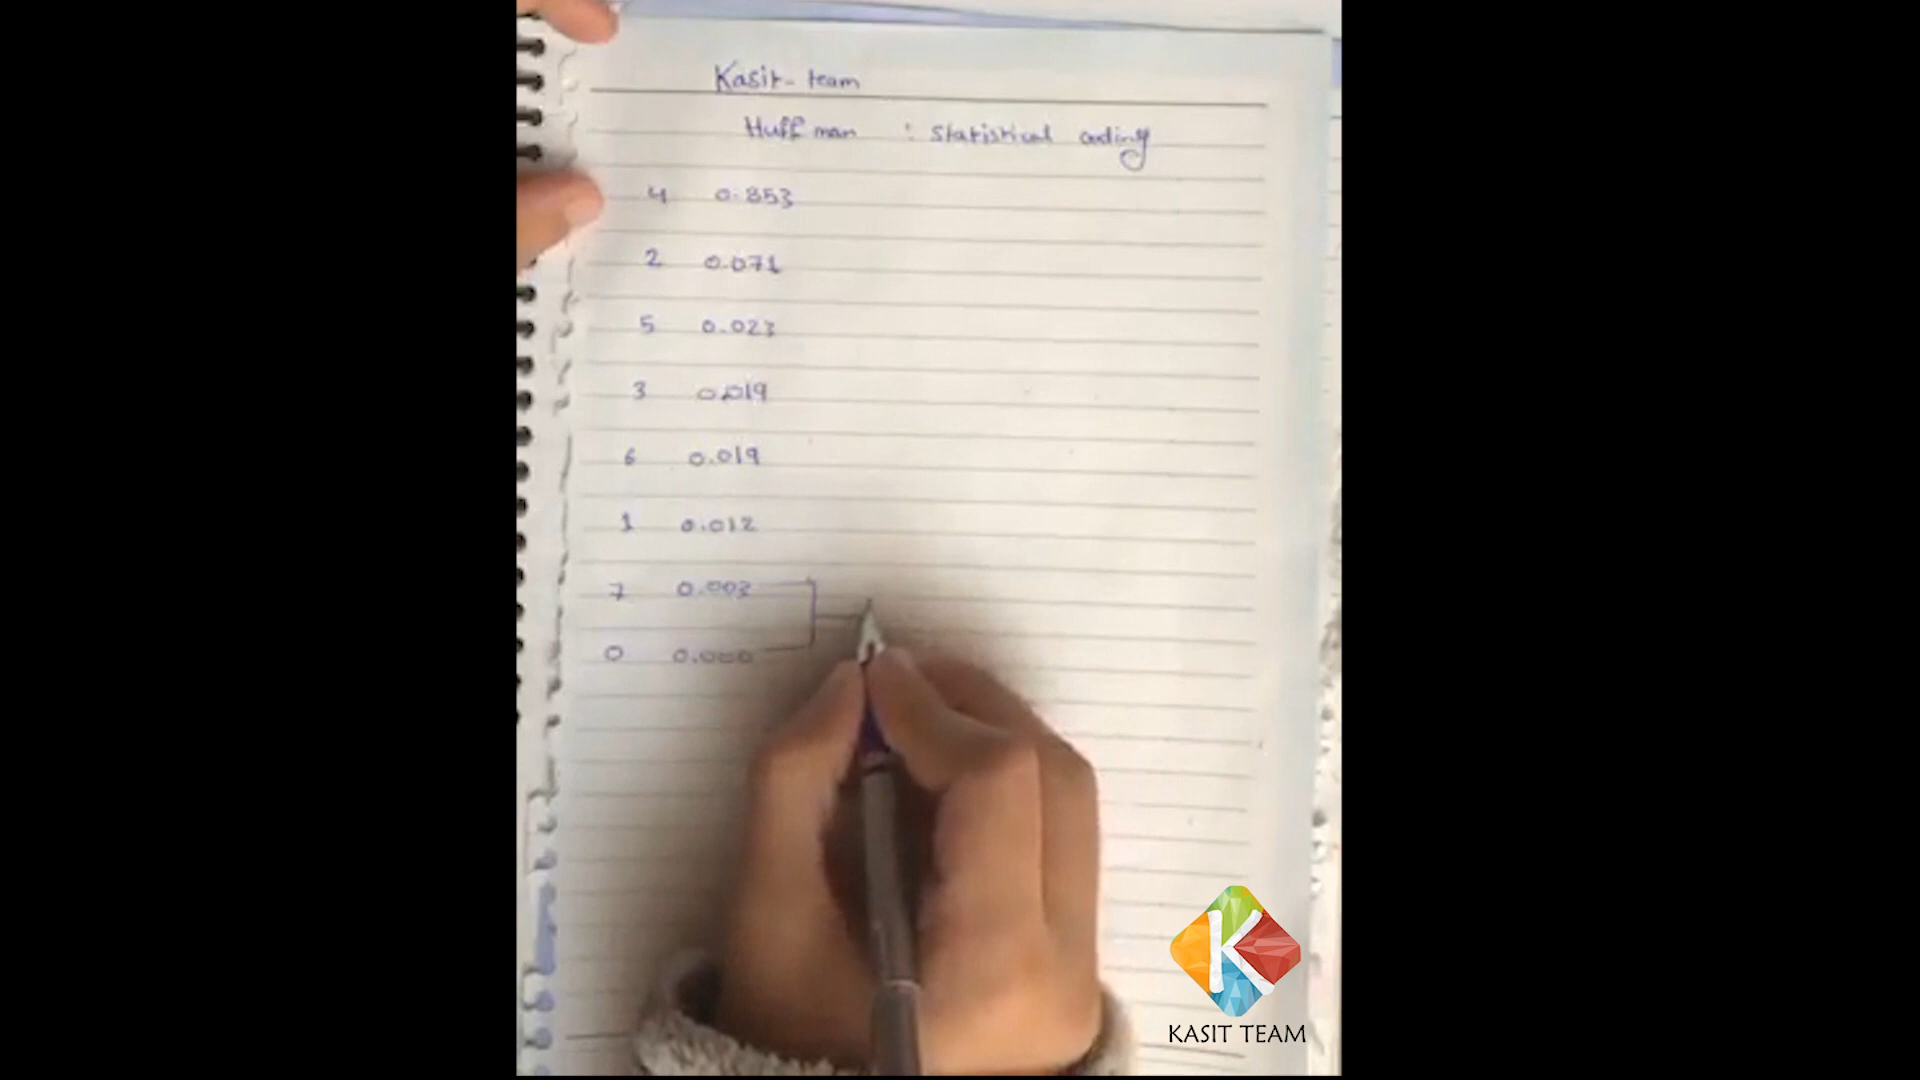 Kasit-team
Huffman : Statistical coding
4 0.853
2 0.071
5 0.023
3 0.019
6 0.019
1 0.012
7 0.003
0 0.000
KASIT TEAM